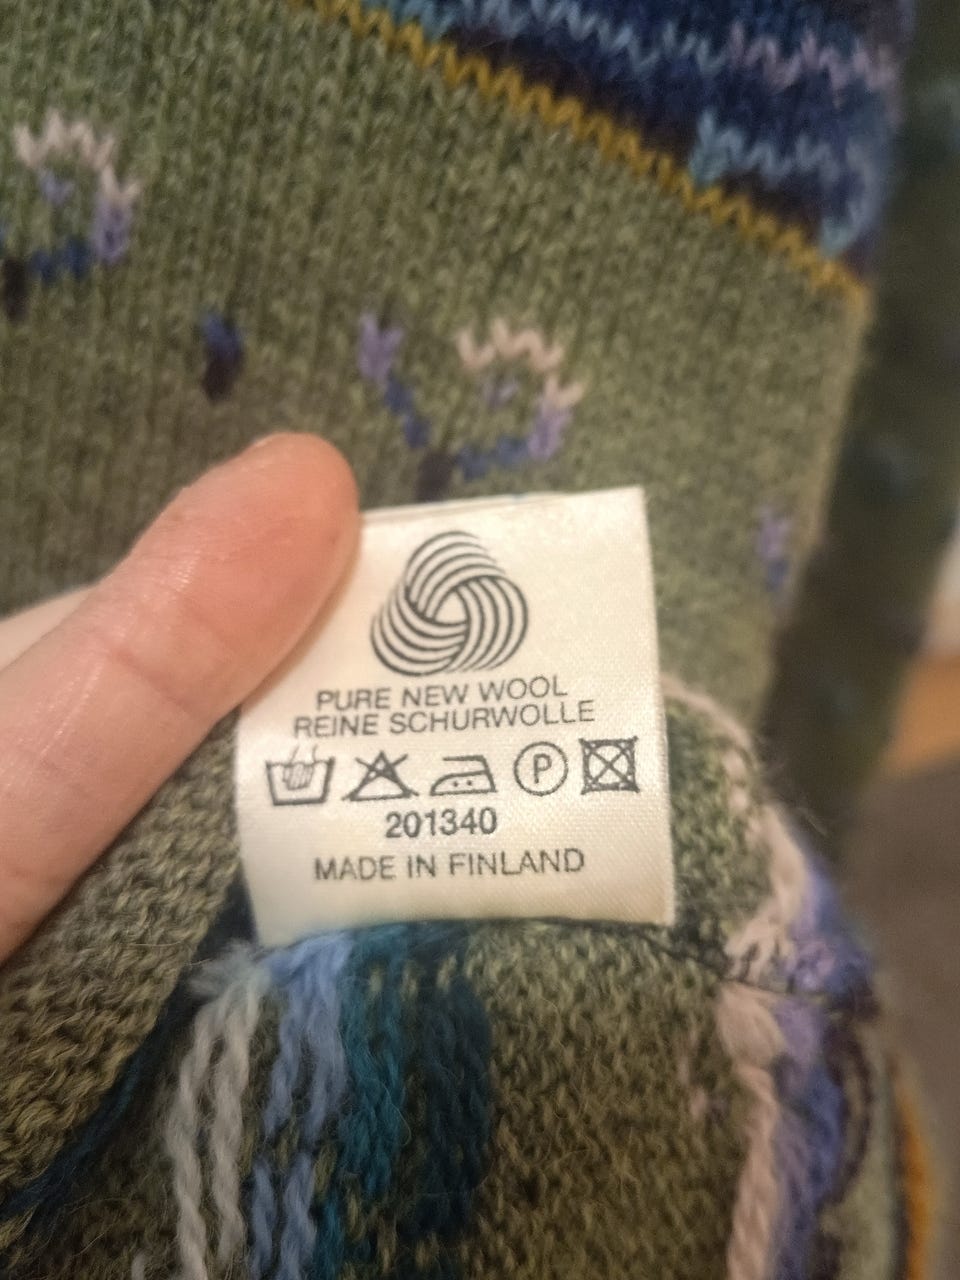 PURE NEW WOOL
REINE SCHURWOLLE
P
201340
MADE IN FINLAND